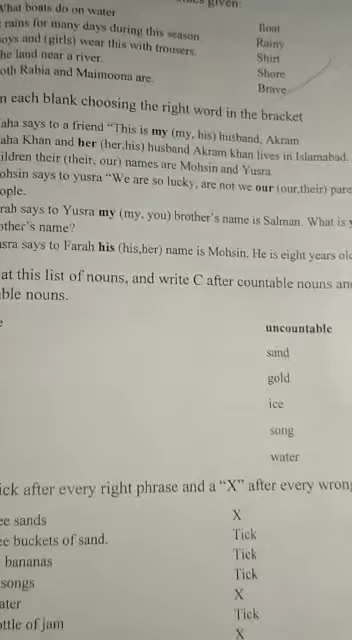 given:
What boats do on water float
rains for many days during this season Rainy
oys and (girls) wear this with trousers. Shirt
he land near a river. Shore
oth Rabia and Maimoona are. Brave
n each blank choosing the right word in the bracket
aha says to a friend "This is my (my, his) husband, Akram
aha Khan and her (her,his) husband Akram khan lives in Islamabad.
ildren their (their, our) names are Mohsin and Yusra.
ohsin says to yusra "We are so lucky, are not we our (our,their) pare
ople.
rah says to Yusra my (my, you) brother's name is Salman. What is y
other's name?
usra says to Farah his (his,her) name is Mohsin. He is eight years old
at this list of nouns, and write C after countable nouns an
able nouns.
e
uncountable
sand
gold
ice
song
water
ick after every right phrase and a "X" after every wrong
ee sands X
ee buckets of sand. Tick
bananas Tick
songs Tick
ater X
ottle of jam Tick
X